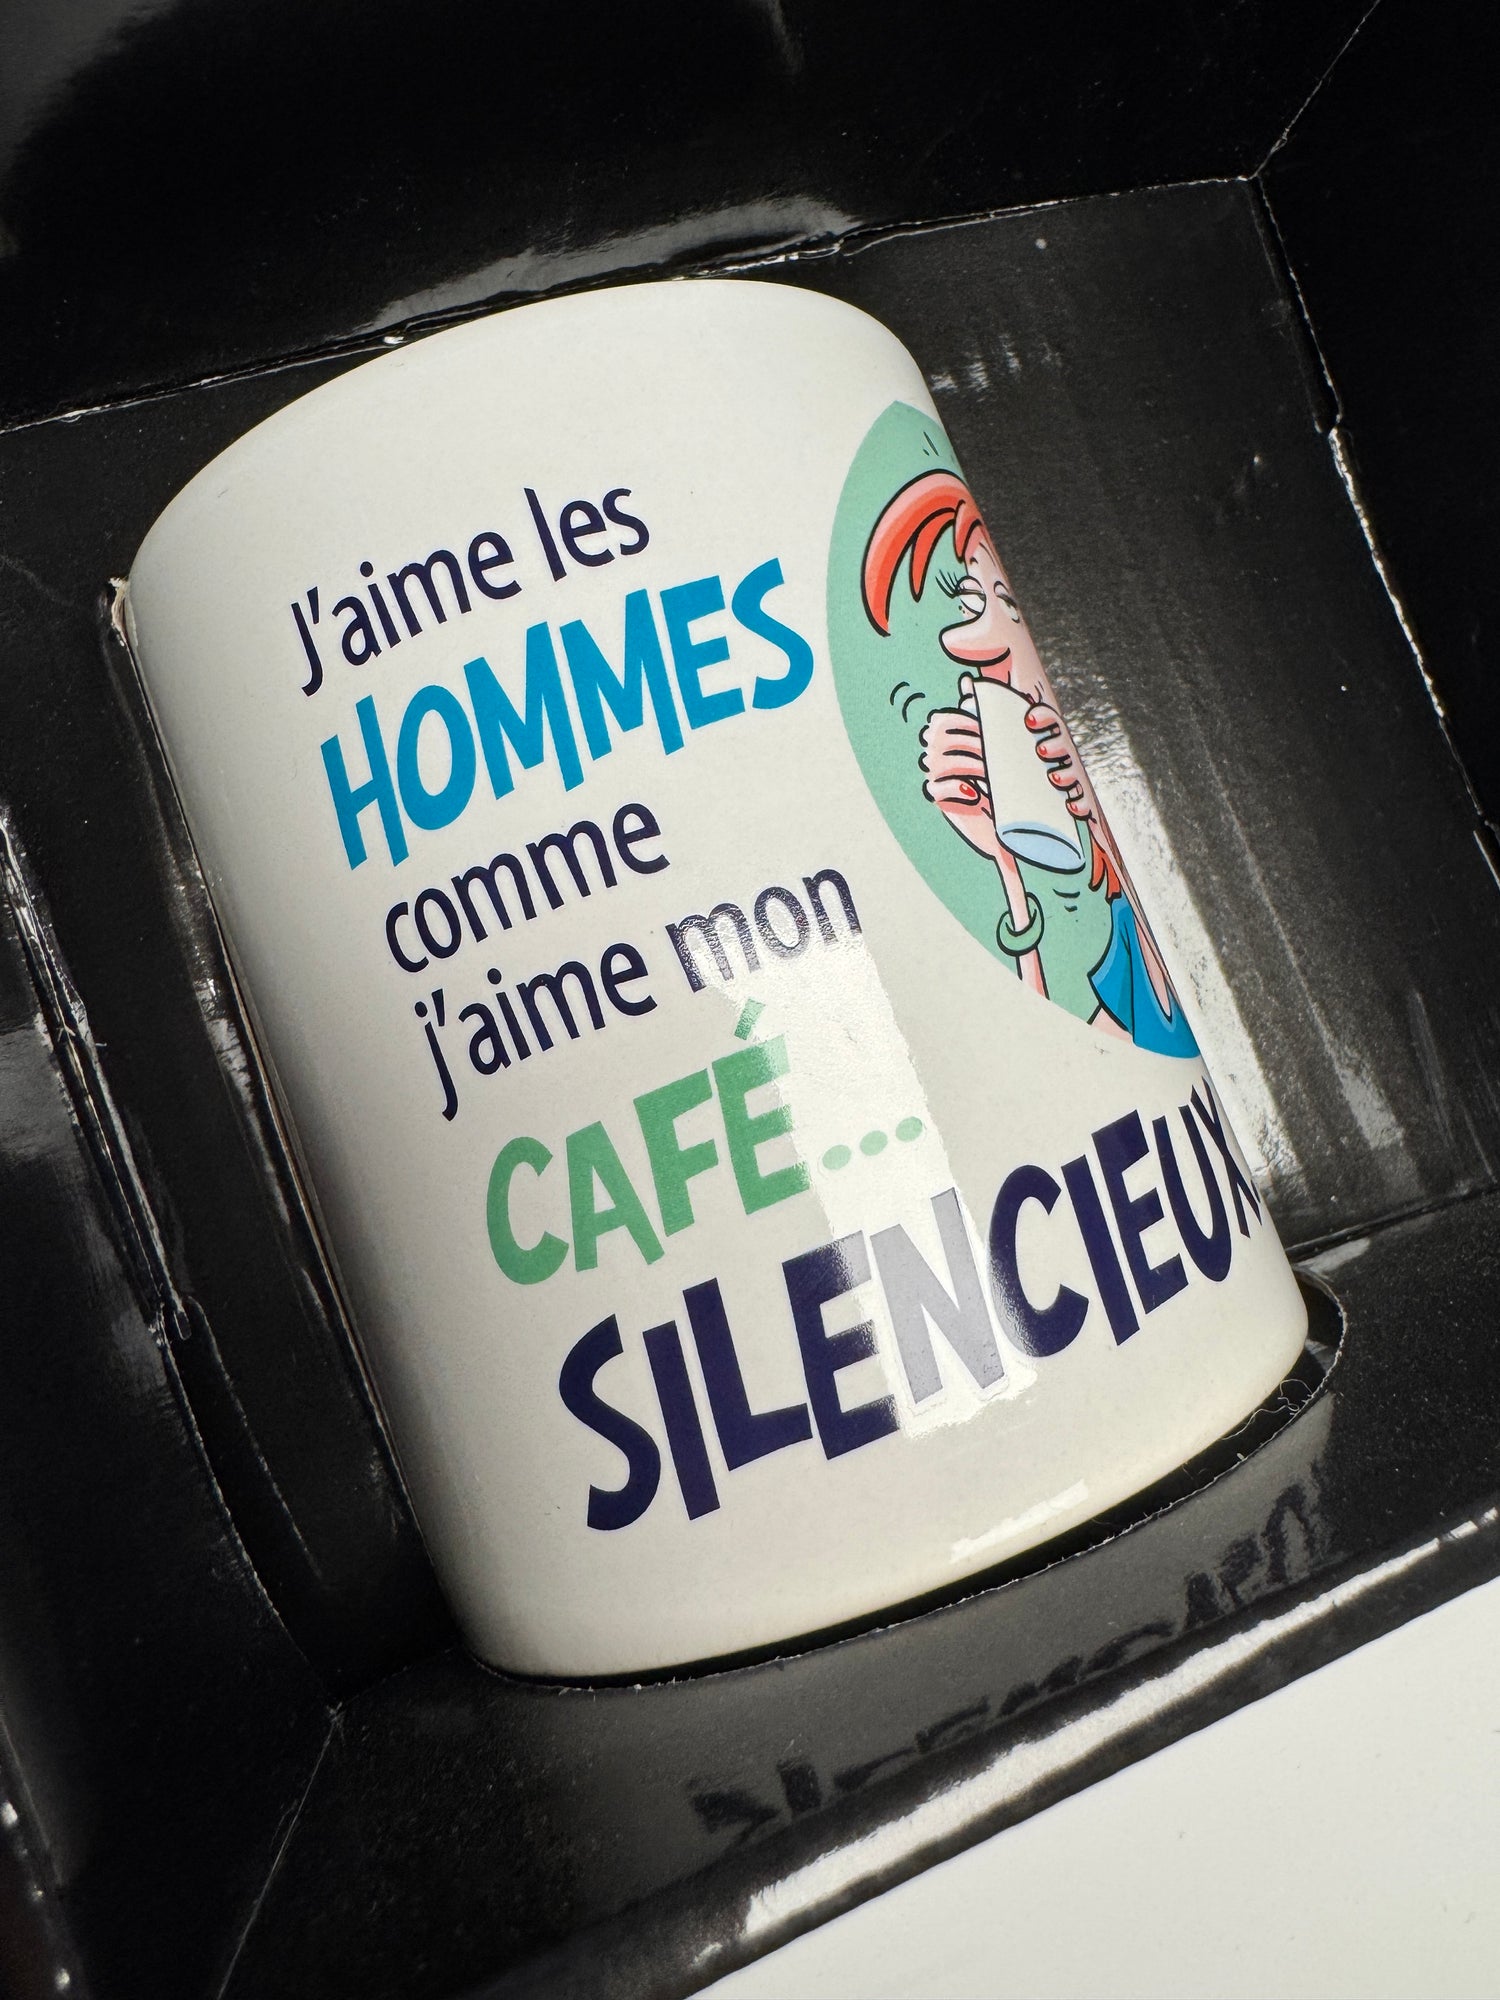 J'aime les
HOMMES
comme
j'aime mon
CAFÉ...
SILENCIEUX